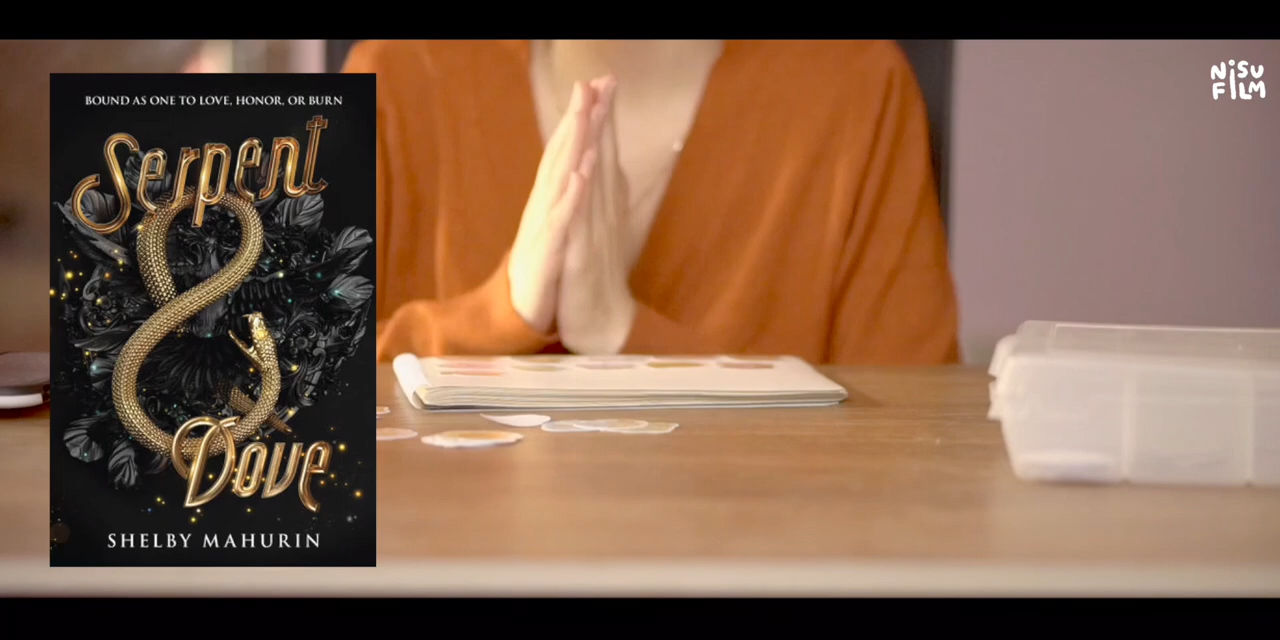 BOUND AS ONE TO LOVE, HONOR, OR BURN
Serpent
&
Dove
SHELBY MAHURIN
NiSU
FILM